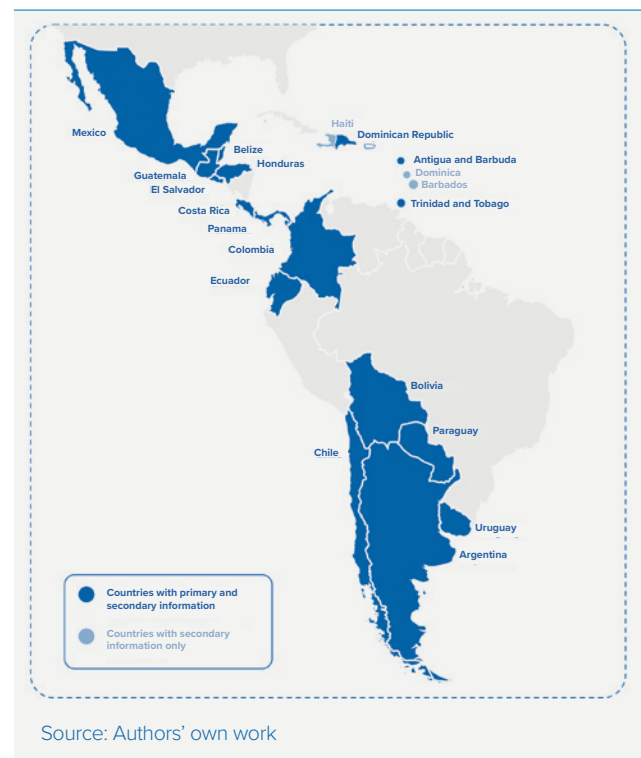 Haiti
Dominican Republic
Mexico
Belize
Antigua and Barbuda
Honduras
Dominica
Guatemala
Barbados
El Salvador
Costa Rica
Trinidad and Tobago
Panama
Colombia
Ecuador
Bolivia
Paraguay
Chile
Uruguay
Argentina
Countries with primary and
secondary information
Countries with secondary
information only
Source: Authors’ own work